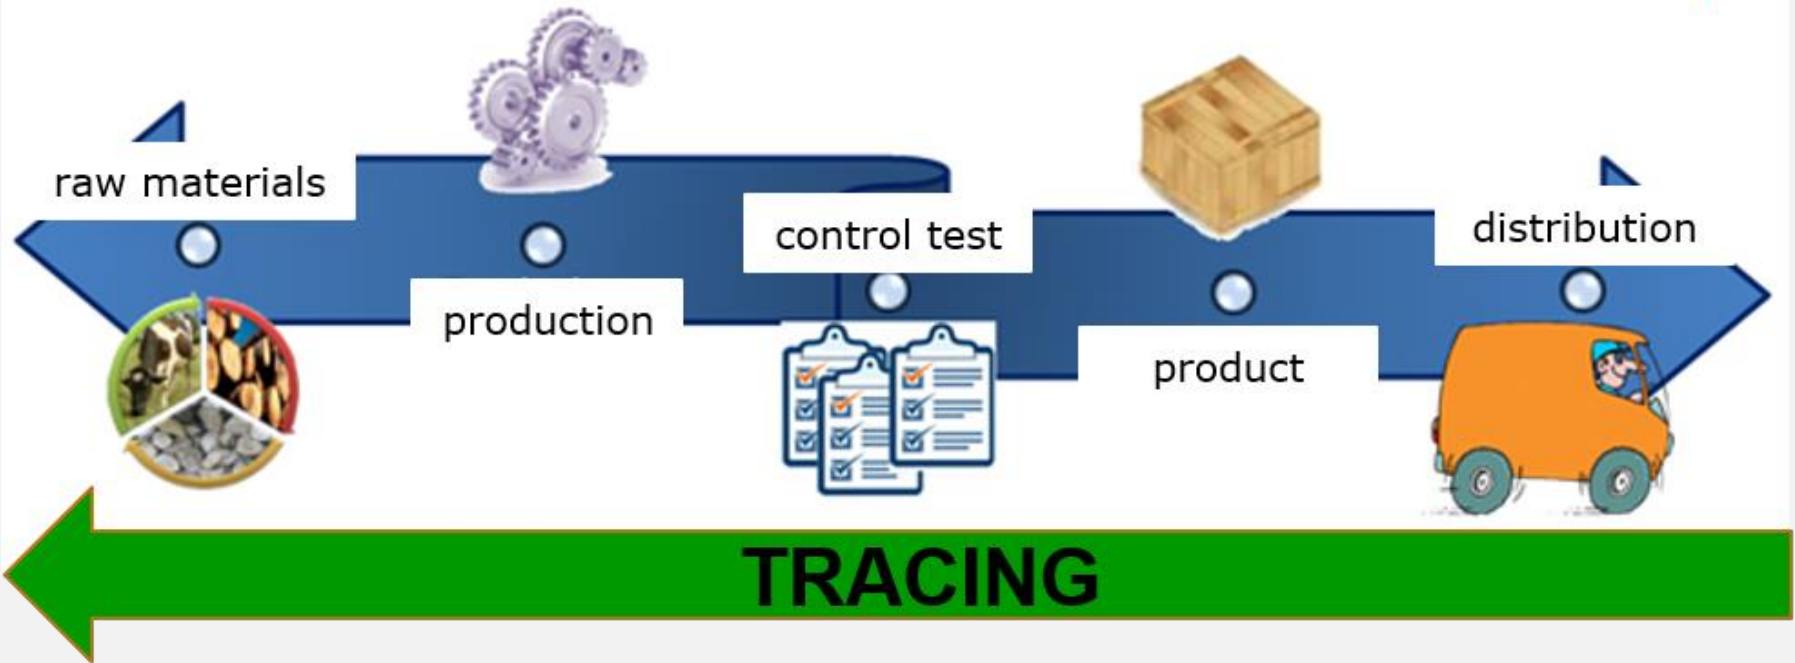 raw materials
production
control test
product
distribution
TRACING